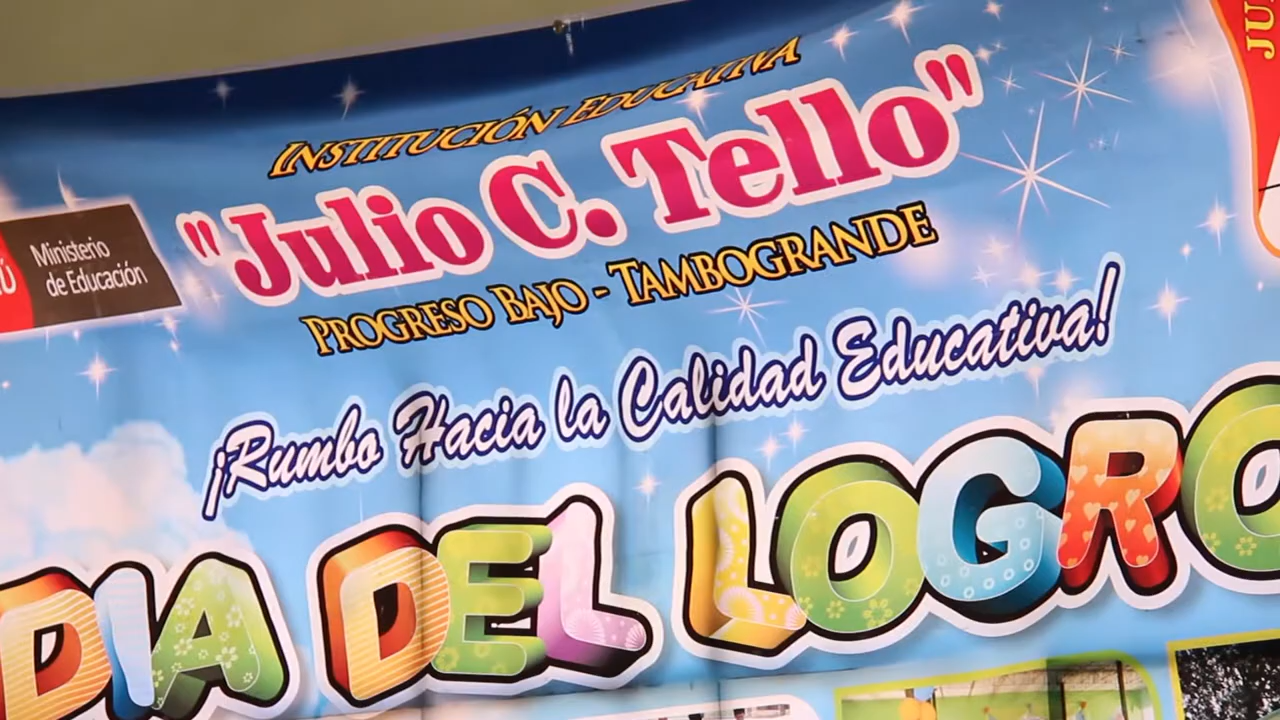 INSTITUCIÓN EDUCATIVA
"Julio C. Tello"
Ministerio
de Educación
PROGRESO BAJO - TAMBOGRANDE
¡Rumbo Hacia la Calidad Educativa!
DIA DEL LOGRO